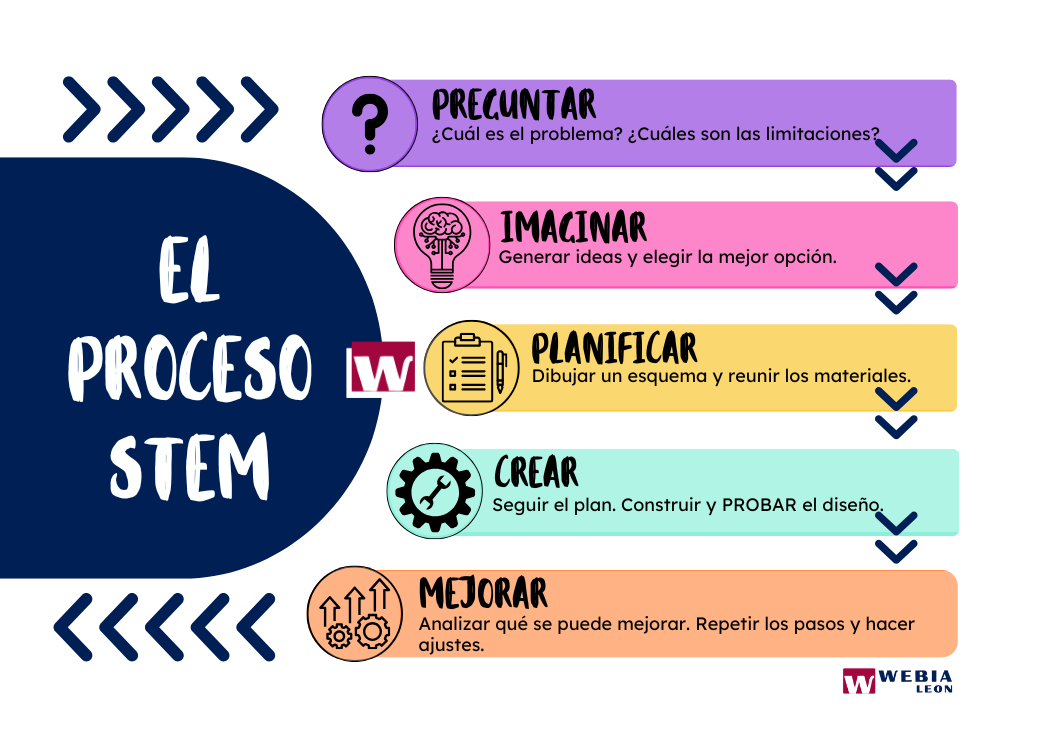 EL
PROCESO
STEM
PREGUNTAR
¿Cuál es el problema? ¿Cuáles son las limitaciones?
IMAGINAR
Generar ideas y elegir la mejor opción.
W
PLANIFICAR
Dibujar un esquema y reunir los materiales.
CREAR
Seguir el plan. Construir y PROBAR el diseño.
MEJORAR
Analizar qué se puede mejorar. Repetir los pasos y hacer
ajustes.
W WEBIA
LEON